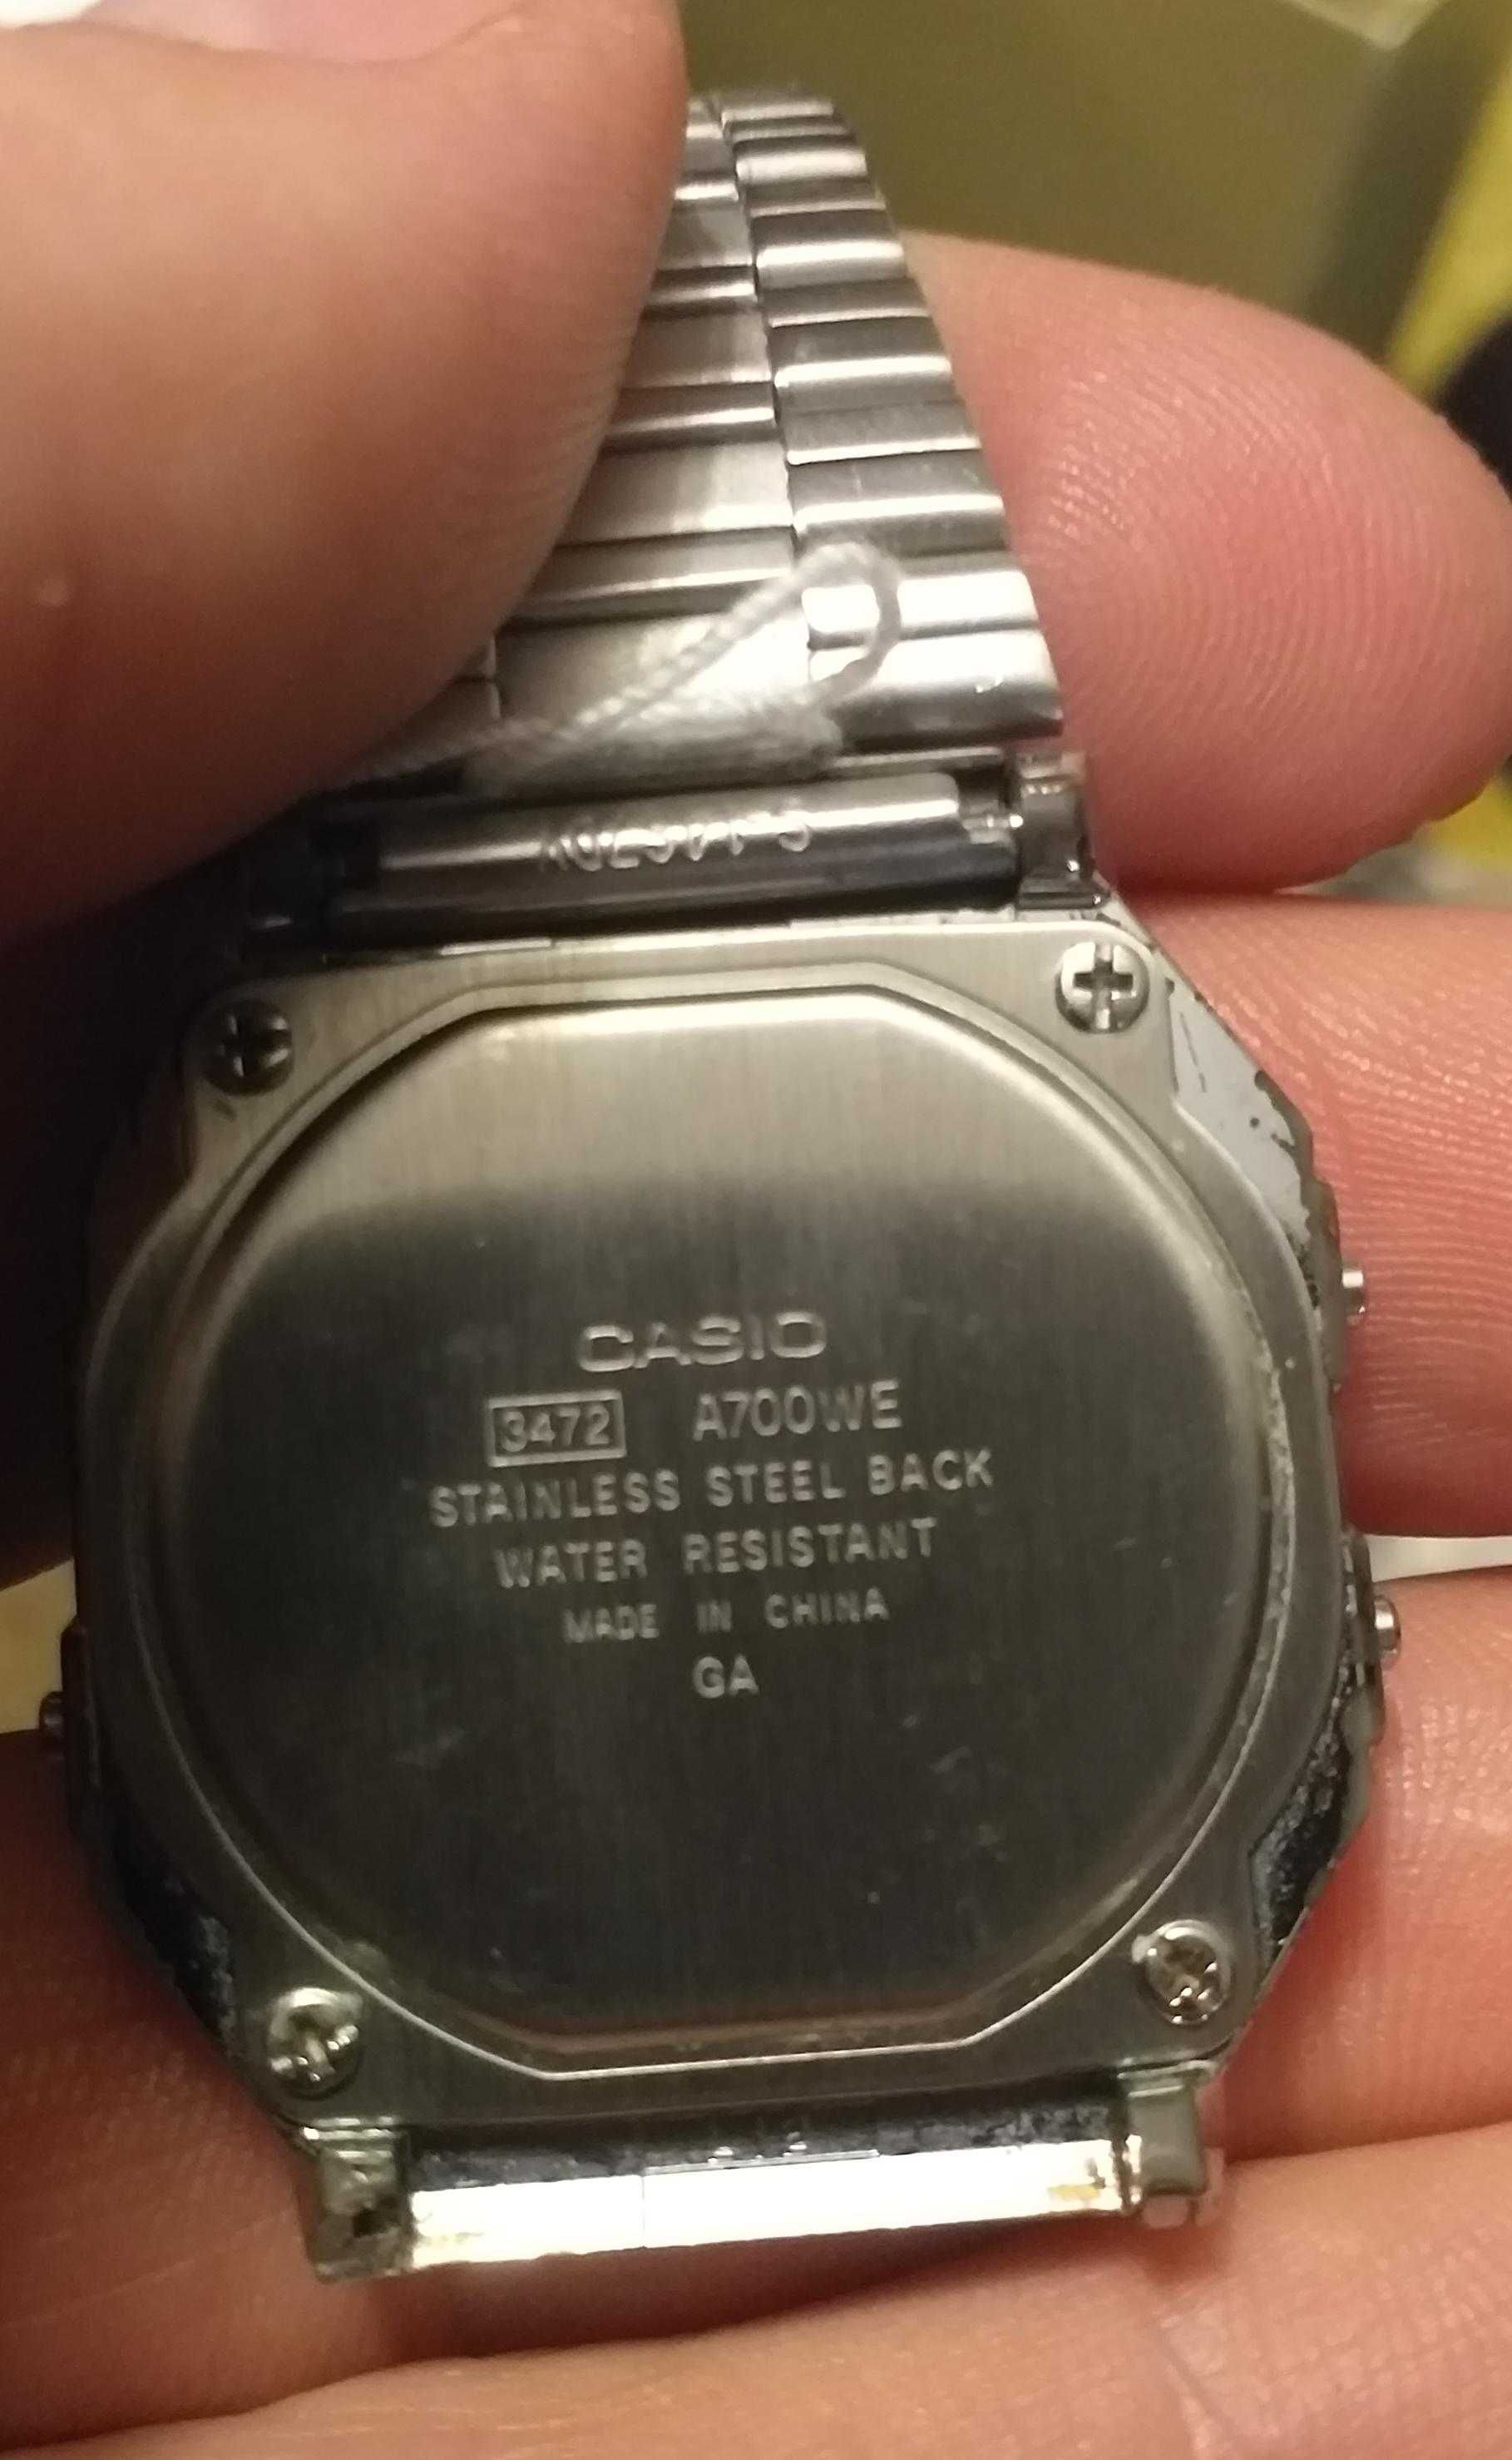 CASIO
3472 A700WE
STAINLESS STEEL BACK
WATER RESISTANT
MADE IN CHINA
GA